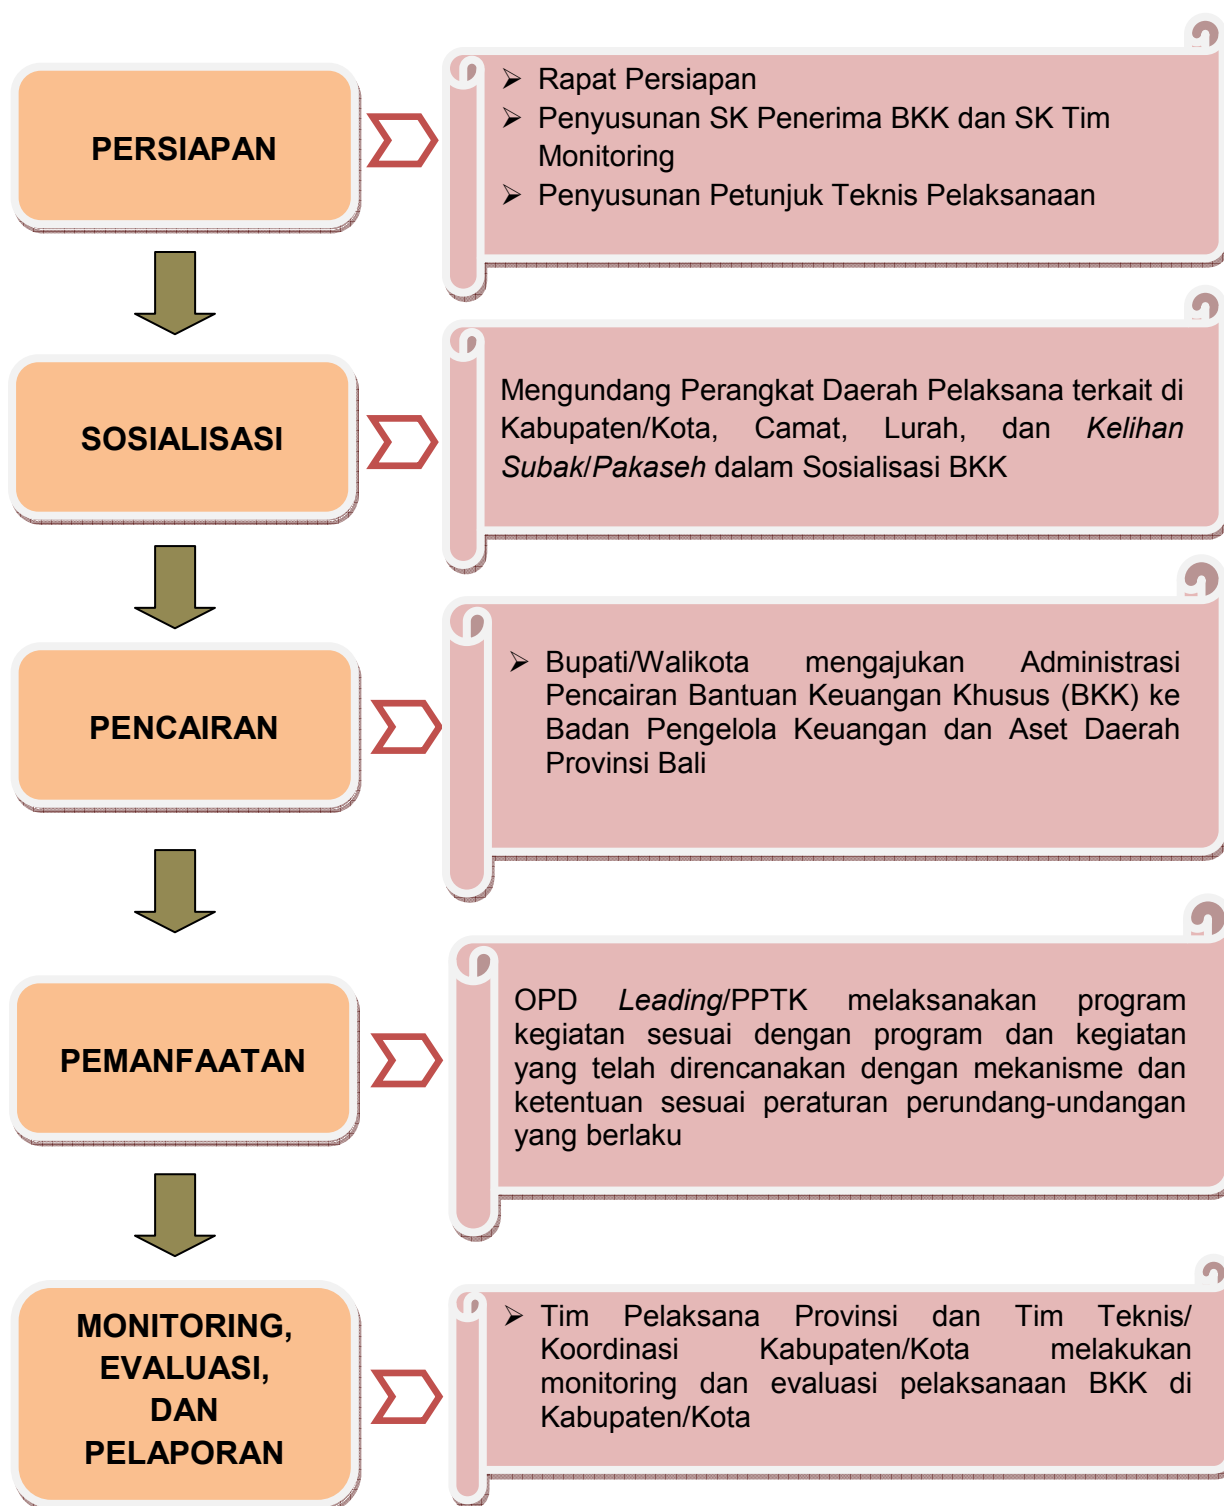 PERSIAPAN
➢ Rapat Persiapan
➢ Penyusunan SK Penerima BKK dan SK Tim
Monitoring
➢ Penyusunan Petunjuk Teknis Pelaksanaan
SOSIALISASI
Mengundang Perangkat Daerah Pelaksana terkait di
Kabupaten/Kota, Camat, Lurah, dan Kelihan
Subak/Pakaseh dalam Sosialisasi BKK
PENCAIRAN
➢ Bupati/Walikota mengajukan Administrasi
Pencairan Bantuan Keuangan Khusus (BKK) ke
Badan Pengelola Keuangan dan Aset Daerah
Provinsi Bali
PEMANFAATAN
OPD Leading/PPTK melaksanakan program
kegiatan sesuai dengan program dan kegiatan
yang telah direncanakan dengan mekanisme dan
ketentuan sesuai peraturan perundang-undangan
yang berlaku
MONITORING,
EVALUASI,
DAN
PELAPORAN
➢ Tim Pelaksana Provinsi dan Tim Teknis/
Koordinasi Kabupaten/Kota melakukan
monitoring dan evaluasi pelaksanaan BKK di
Kabupaten/Kota